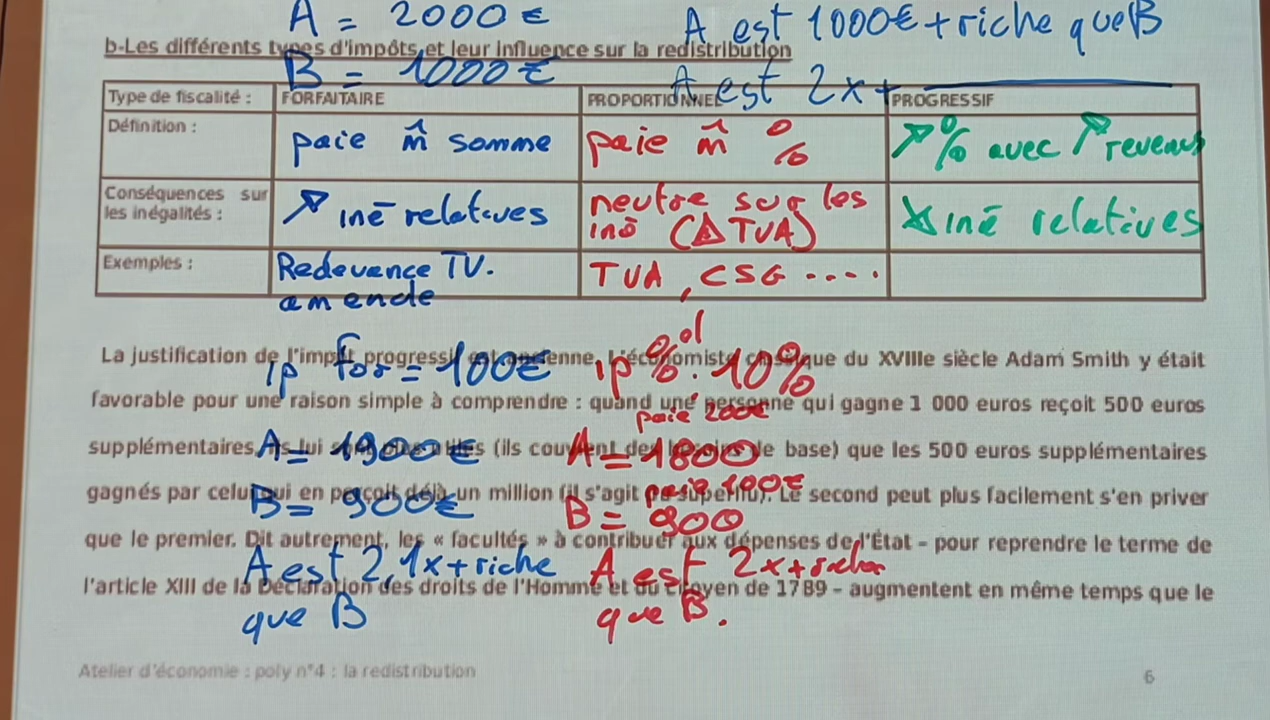 A = 2000 € A est 1000€ + riche que B
b-Les différents types d'impôts et leur influence sur la redistribution
B = 1000 € A est 2x +
Type de fiscalité : FORFAITAIRE PROPORTIONNEL PROGRESSIF
Définition : paie m̂ somme paie m̂ % ↗ % avec ↗ revenus
Conséquences sur les inégalités : ↗ iné relatives neutre sur les iné (⚠ TVA) ↘ iné relatives
Exemples : Redevance TV. amende TVA, CSG ....
La justification de l'impôt progressif est ancienne. L'économiste classique du XVIIIe siècle Adam Smith y était
ip for = 100€ ip %ol : 10%
favorable pour une raison simple à comprendre : quand une personne qui gagne 1 000 euros reçoit 500 euros
paie 200€
supplémentaires, ils lui sont plus utiles (ils couvrent des besoins de base) que les 500 euros supplémentaires
A = 1900€ A = 1800
gagnés par celui qui en perçoit déjà un million (il s'agit de superflu). Le second peut plus facilement s'en priver
paie 100€
B = 900€ B = 900
que le premier. Dit autrement, les « facultés » à contribuer aux dépenses de l'État – pour reprendre le terme de
A est 2,1x + riche A est 2x + riche
l'article XIII de la Déclaration des droits de l'Homme et du citoyen de 1789 – augmentent en même temps que le
que B que B.
Atelier d'économie : poly n°4 : la redistribution 6